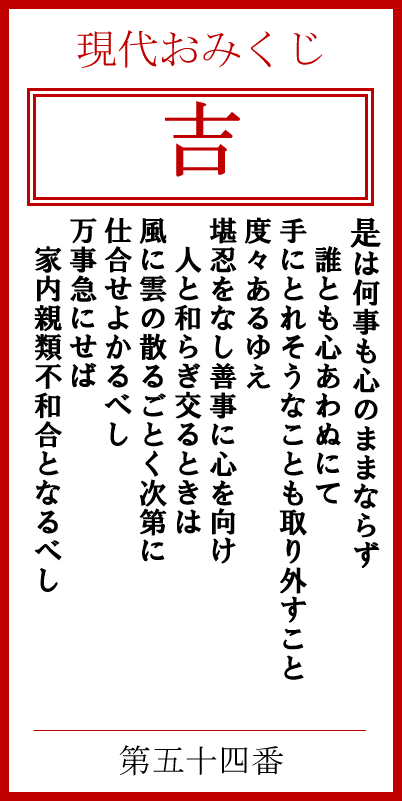 現代おみくじ
吉
是は何事も心のままならず
誰とも心あわぬにて
手にとれそうなことも取り外すこと
度々あるゆえ
堪忍をなし善事に心を向け
人と和らぎ交るときは
風に雲の散るごとく次第に
仕合せよかるべし
万事急にせば
家内親類不和合となるべし
第五十四番